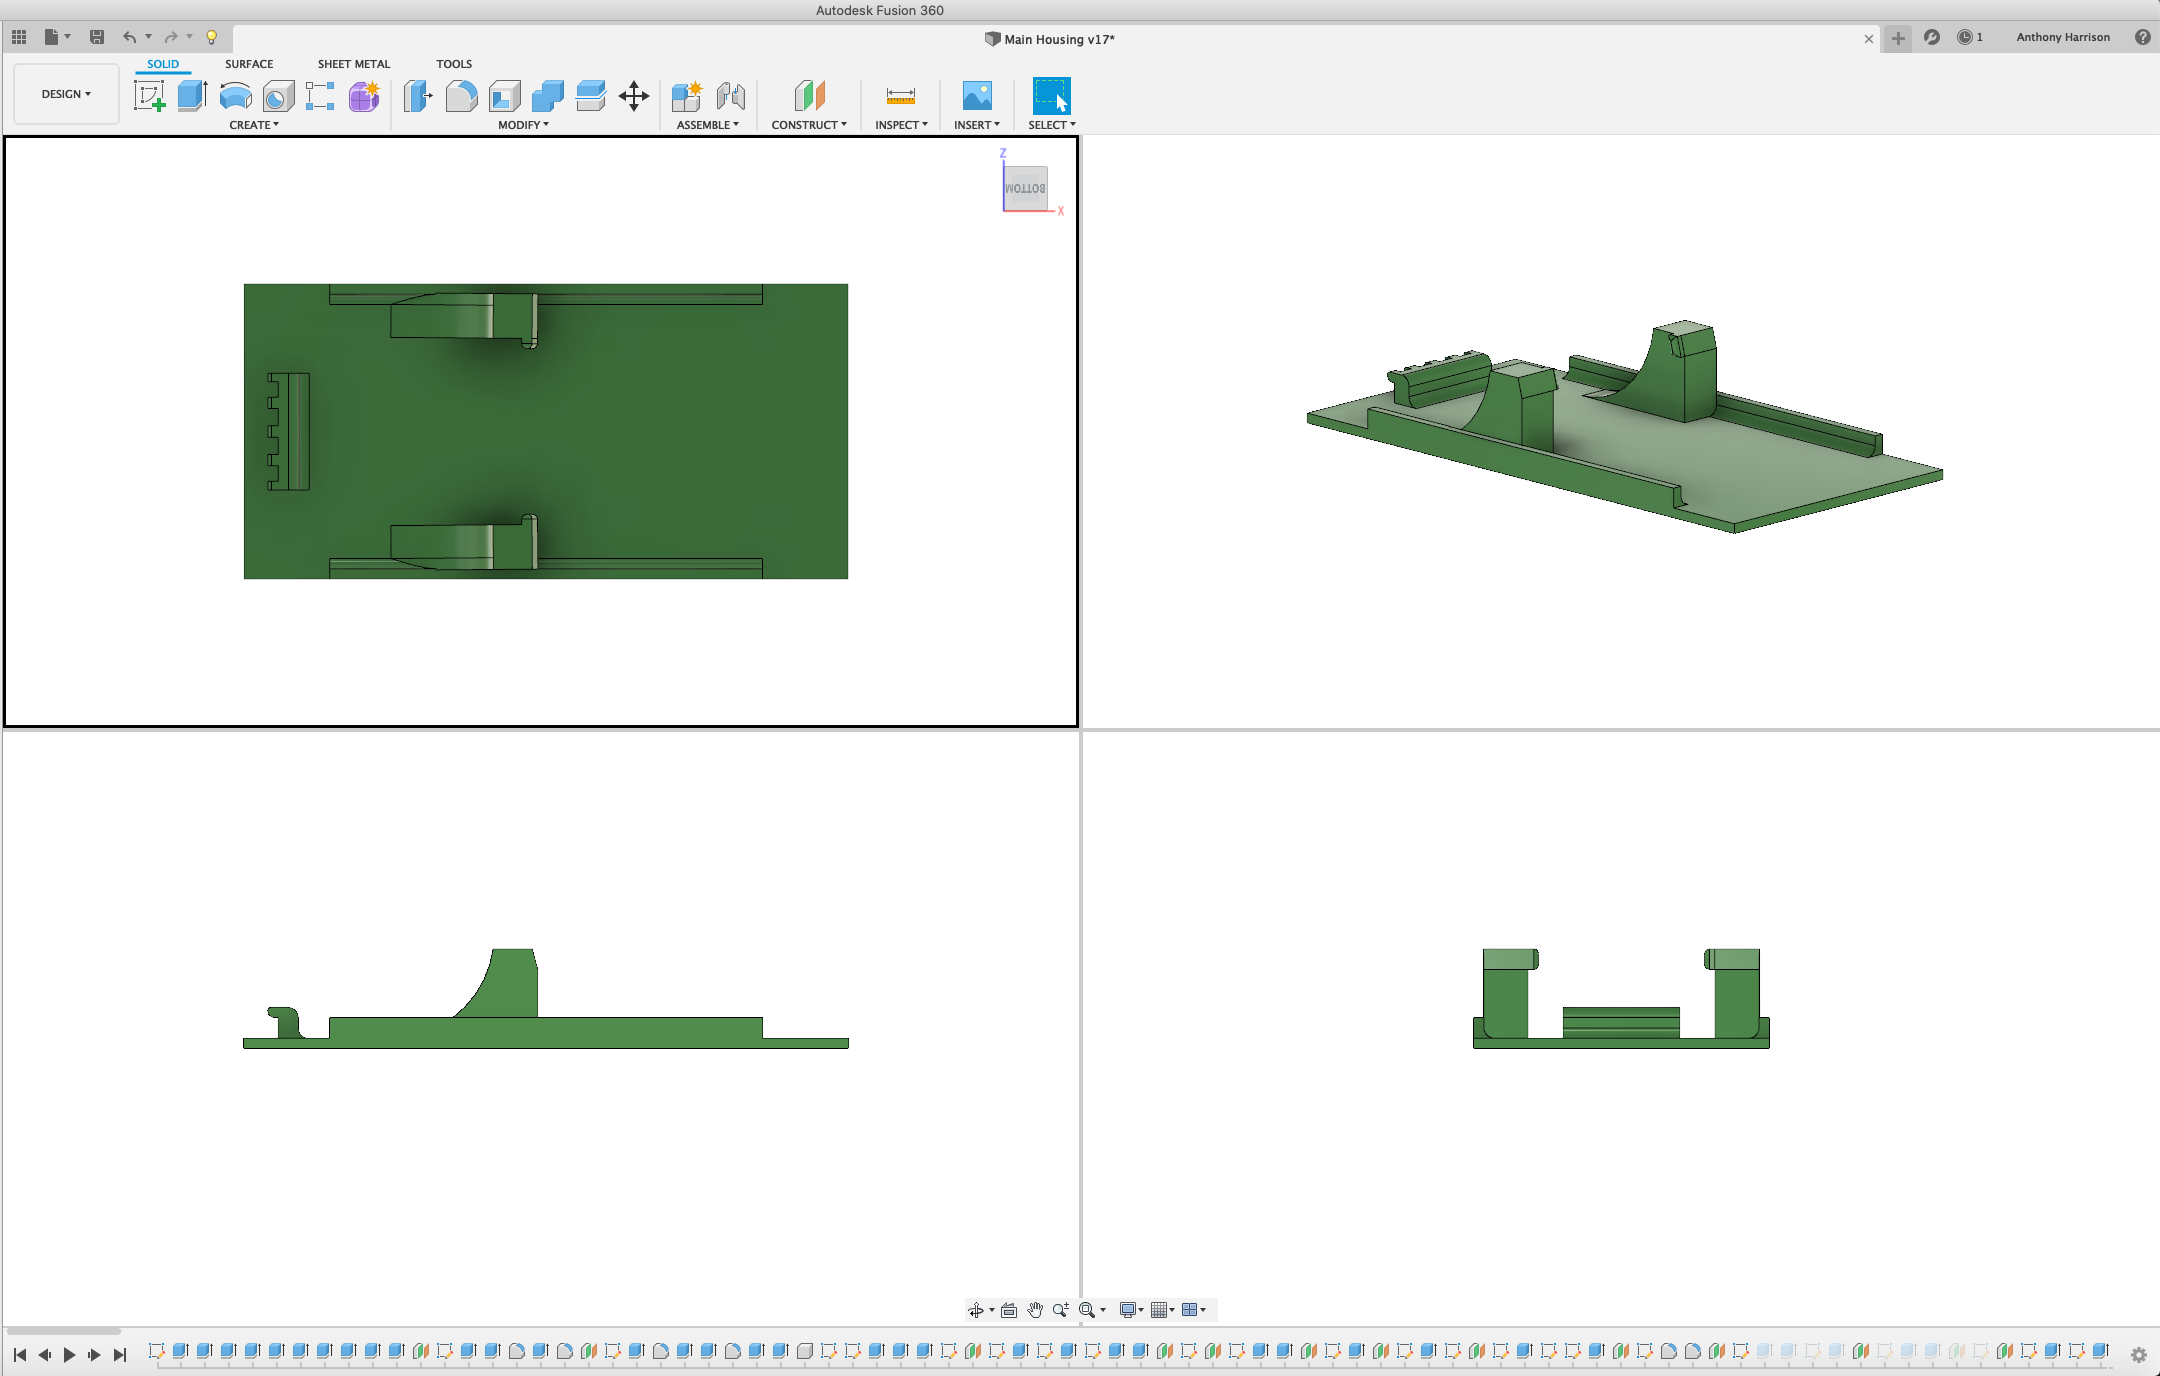 Autodesk Fusion 360
Main Housing v17*
1
Anthony Harrison
SOLID
SURFACE
SHEET METAL
TOOLS
DESIGN
CREATE
MODIFY
ASSEMBLE
CONSTRUCT
INSPECT
INSERT
SELECT
Z
BOTTOM
X